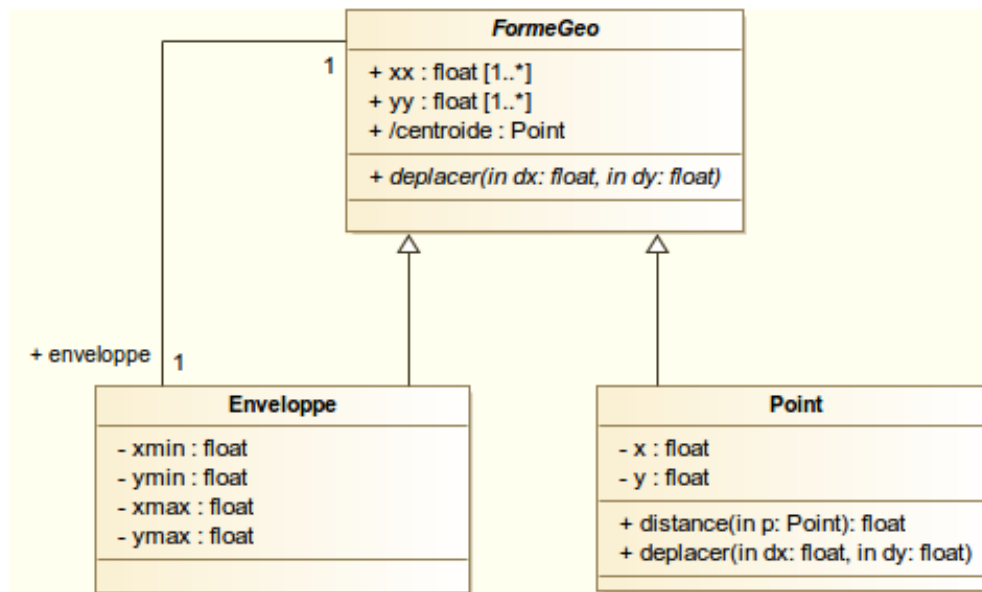 FormeGeo
1
+ xx : float [1..*]
+ yy : float [1..*]
+ /centroide : Point
+ deplacer(in dx: float, in dy: float)
+ enveloppe
1
Enveloppe
- xmin : float
- ymin : float
- xmax : float
- ymax : float
Point
- x : float
- y : float
+ distance(in p: Point): float
+ deplacer(in dx: float, in dy: float)